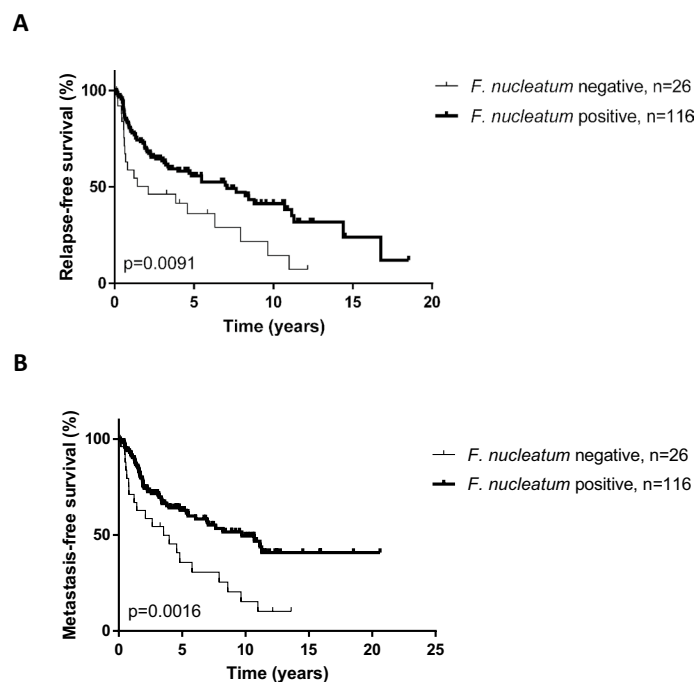 A
Relapse-free survival (%)
100
50
0
p=0.0091
0 5 10 15 20
Time (years)
F. nucleatum negative, n=26
F. nucleatum positive, n=116
B
Metastasis-free survival (%)
100
50
0
p=0.0016
0 5 10 15 20 25
Time (years)
F. nucleatum negative, n=26
F. nucleatum positive, n=116